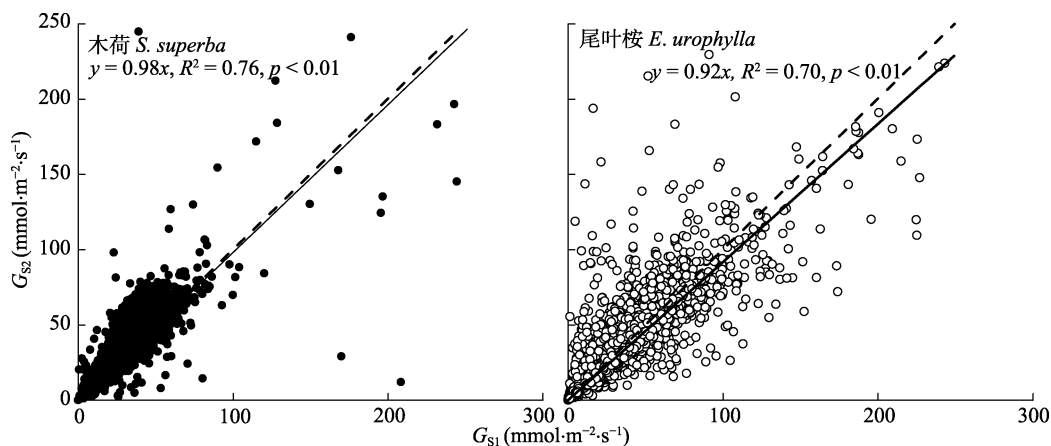 木荷 S. superba
y = 0.98x, R² = 0.76, p < 0.01
尾叶桉 E. urophylla
y = 0.92x, R² = 0.70, p < 0.01
G_S2 (mmol·m⁻²·s⁻¹)
250
200
150
100
50
0
0 100 200 300
0 100 200 300
G_S1 (mmol·m⁻²·s⁻¹)